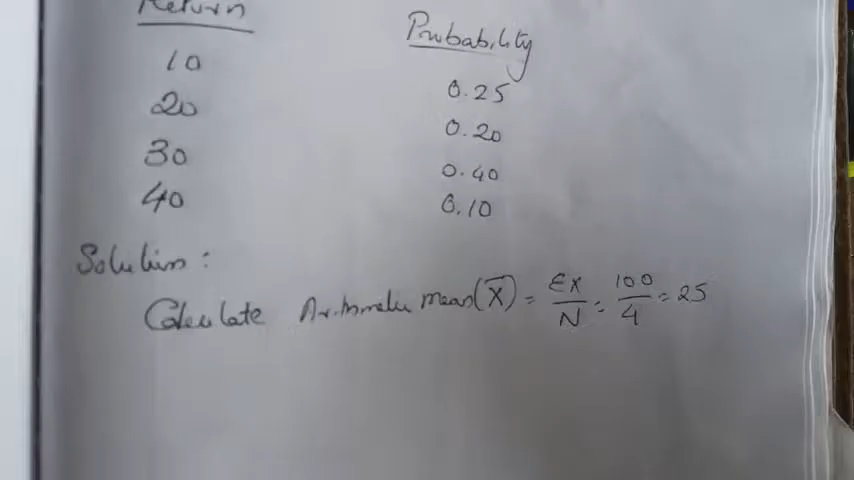 Return
Probability
10
0.25
20
0.20
30
0.40
40
0.10
Solution:
Calculate Arithmetic mean (X̄) = ΣX/N = 100/4 = 25